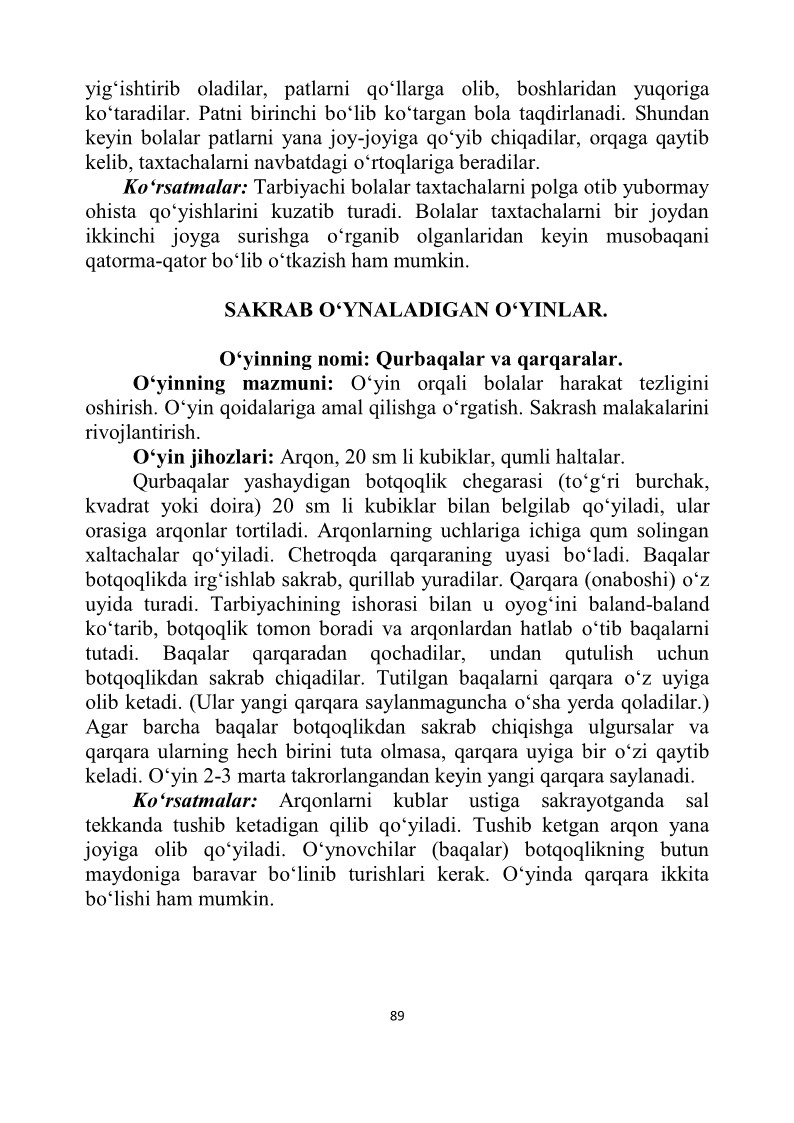 yig‘ishtirib oladilar, patlarni qo‘llarga olib, boshlaridan yuqoriga
ko‘taradilar. Patni birinchi bo‘lib ko‘targan bola taqdirlanadi. Shundan
keyin bolalar patlarni yana joy-joyiga qo‘yib chiqadilar, orqaga qaytib
kelib, taxtachalarni navbatdagi o‘rtoqlariga beradilar.
Ko‘rsatmalar: Tarbiyachi bolalar taxtachalarni polga otib yubormay
ohista qo‘yishlarini kuzatib turadi. Bolalar taxtachalarni bir joydan
ikkinchi joyga surishga o‘rganib olganlaridan keyin musobaqani
qatorma-qator bo‘lib o‘tkazish ham mumkin.
SAKRAB O‘YNALADIGAN O‘YINLAR.
O‘yinning nomi: Qurbaqalar va qarqaralar.
O‘yinning mazmuni: O‘yin orqali bolalar harakat tezligini
oshirish. O‘yin qoidalariga amal qilishga o‘rgatish. Sakrash malakalarini
rivojlantirish.
O‘yin jihozlari: Arqon, 20 sm li kubiklar, qumli haltalar.
Qurbaqalar yashaydigan botqoqlik chegarasi (to‘g‘ri burchak,
kvadrat yoki doira) 20 sm li kubiklar bilan belgilab qo‘yiladi, ular
orasiga arqonlar tortiladi. Arqonlarning uchlariga ichiga qum solingan
xaltachalar qo‘yiladi. Chetroqda qarqaraning uyasi bo‘ladi. Baqalar
botqoqlikda irg‘ishlab sakrab, qurillab yuradilar. Qarqara (onaboshi) o‘z
uyida turadi. Tarbiyachining ishorasi bilan u oyog‘ini baland-baland
ko‘tarib, botqoqlik tomon boradi va arqonlardan hatlab o‘tib baqalarni
tutadi. Baqalar qarqaradan qochadilar, undan qutulish uchun
botqoqlikdan sakrab chiqadilar. Tutilgan baqalarni qarqara o‘z uyiga
olib ketadi. (Ular yangi qarqara saylanmaguncha o‘sha yerda qoladilar.)
Agar barcha baqalar botqoqlikdan sakrab chiqishga ulgursalar va
qarqara ularning hech birini tuta olmasa, qarqara uyiga bir o‘zi qaytib
keladi. O‘yin 2-3 marta takrorlangandan keyin yangi qarqara saylanadi.
Ko‘rsatmalar: Arqonlarni kublar ustiga sakrayotganda sal
tekkanda tushib ketadigan qilib qo‘yiladi. Tushib ketgan arqon yana
joyiga olib qo‘yiladi. O‘ynovchilar (baqalar) botqoqlikning butun
maydoniga baravar bo‘linib turishlari kerak. O‘yinda qarqara ikkita
bo‘lishi ham mumkin.
89